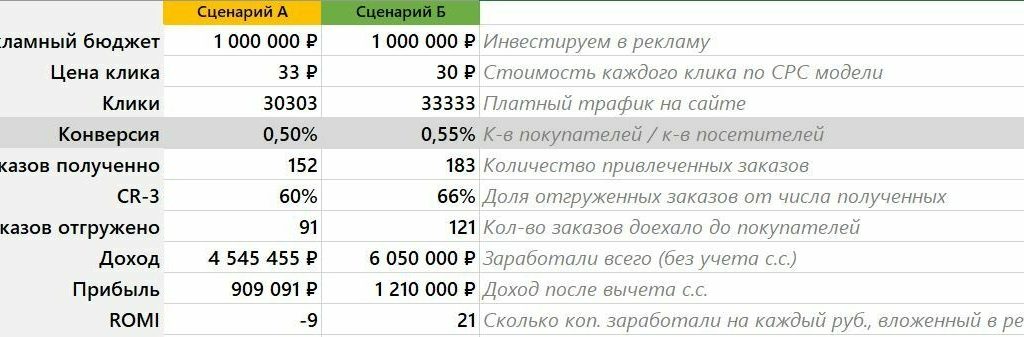 Сценарий А Сценарий Б
кламный бюджет 1 000 000 ₽ 1 000 000 ₽ Инвестируем в рекламу
Цена клика 33 ₽ 30 ₽ Стоимость каждого клика по CPC модели
Клики 30303 33333 Платный трафик на сайте
Конверсия 0,50% 0,55% К-в покупателей / к-в посетителей
казов полученно 152 183 Количество привлеченных заказов
CR-3 60% 66% Доля отгруженных заказов от числа полученных
казов отгружено 91 121 Кол-во заказов доехало до покупателей
Доход 4 545 455 ₽ 6 050 000 ₽ Заработали всего (без учета с.с.)
Прибыль 909 091 ₽ 1 210 000 ₽ Доход после вычета с.с.
ROMI -9 21 Сколько коп. заработали на каждый руб., вложенный в ре